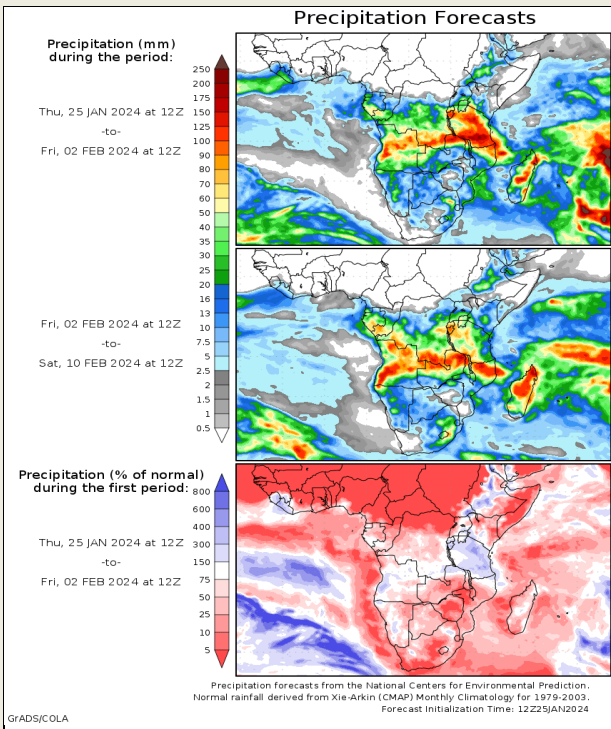 Precipitation Forecasts
Precipitation (mm)
during the period:
Thu, 25 JAN 2024 at 12Z
-to-
Fri, 02 FEB 2024 at 12Z
250
200
175
150
125
100
90
80
70
60
50
40
35
30
25
20
16
13
10
7.5
5
2.5
2
1.5
1
0.5
Fri, 02 FEB 2024 at 12Z
-to-
Sat, 10 FEB 2024 at 12Z
Precipitation (% of normal)
during the first period:
Thu, 25 JAN 2024 at 12Z
-to-
Fri, 02 FEB 2024 at 12Z
800
600
400
300
150
75
50
25
10
5
Precipitation forecasts from the National Centers for Environmental Prediction.
Normal rainfall derived from Xie-Arkin (CMAP) Monthly Climatology for 1979-2003.
Forecast Initialization Time: 12Z25JAN2024
GrADS/COLA